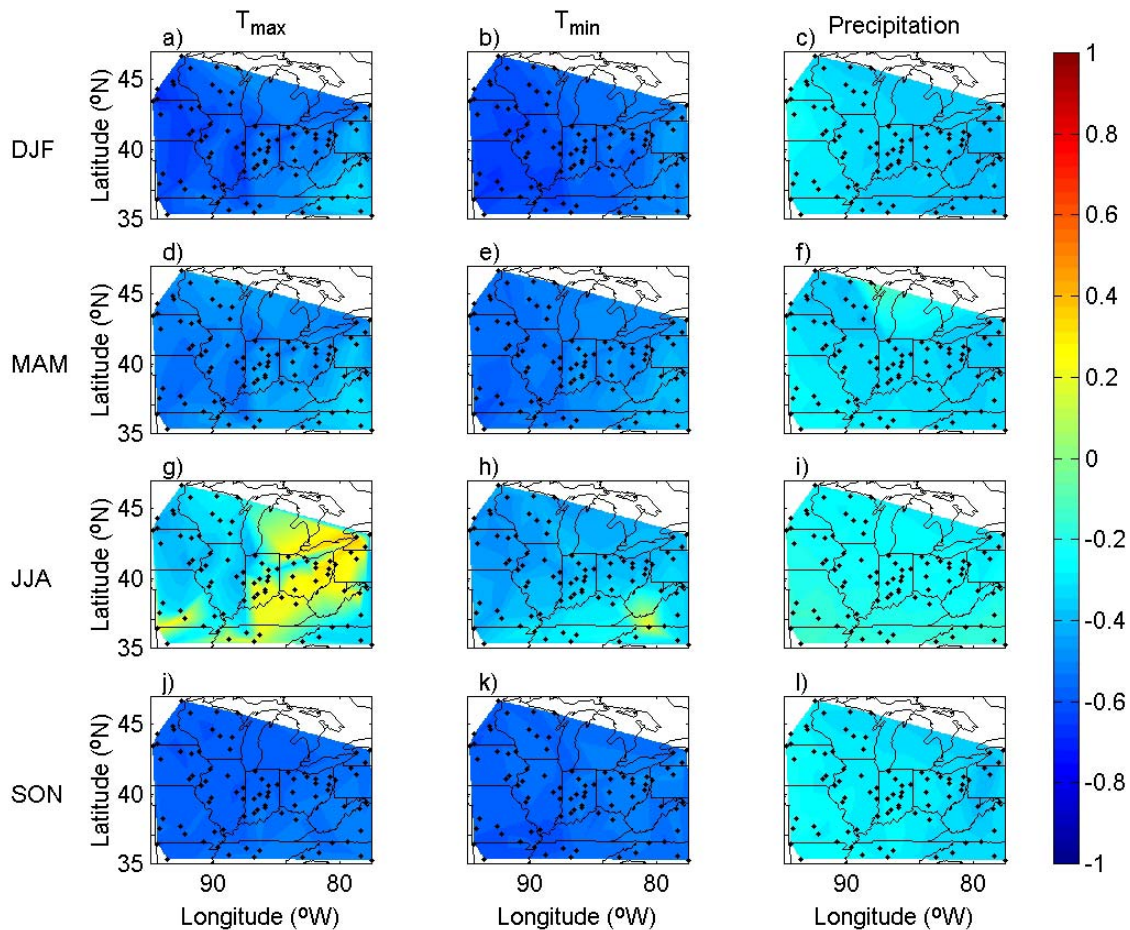 Tmax
Tmin
Precipitation
a)
b)
c)
1
45
0.8
DJF
Latitude (ºN)
40
0.6
35
d)
e)
f)
0.4
45
MAM
Latitude (ºN)
40
0.2
35
g)
h)
i)
0
45
JJA
Latitude (ºN)
40
-0.2
35
-0.4
j)
k)
l)
45
-0.6
SON
Latitude (ºN)
40
-0.8
35
-1
90 80
90 80
90 80
Longitude (ºW)
Longitude (ºW)
Longitude (ºW)